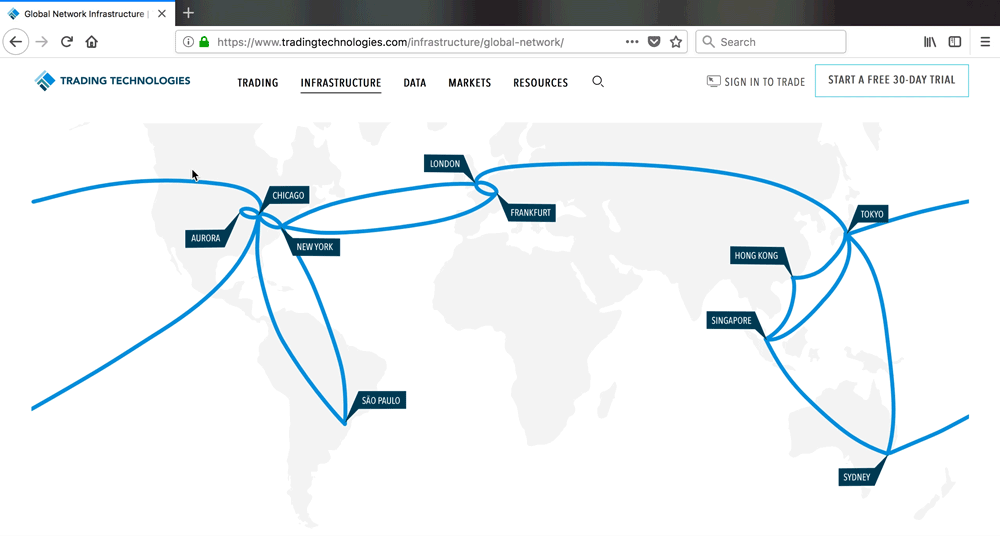 Global Network Infrastructure |
https://www.tradingtechnologies.com/infrastructure/global-network/
Search
TRADING TECHNOLOGIES
TRADING
INFRASTRUCTURE
DATA
MARKETS
RESOURCES
SIGN IN TO TRADE
START A FREE 30-DAY TRIAL
LONDON
CHICAGO
FRANKFURT
TOKYO
AURORA
NEW YORK
HONG KONG
SINGAPORE
SÃO PAULO
SYDNEY